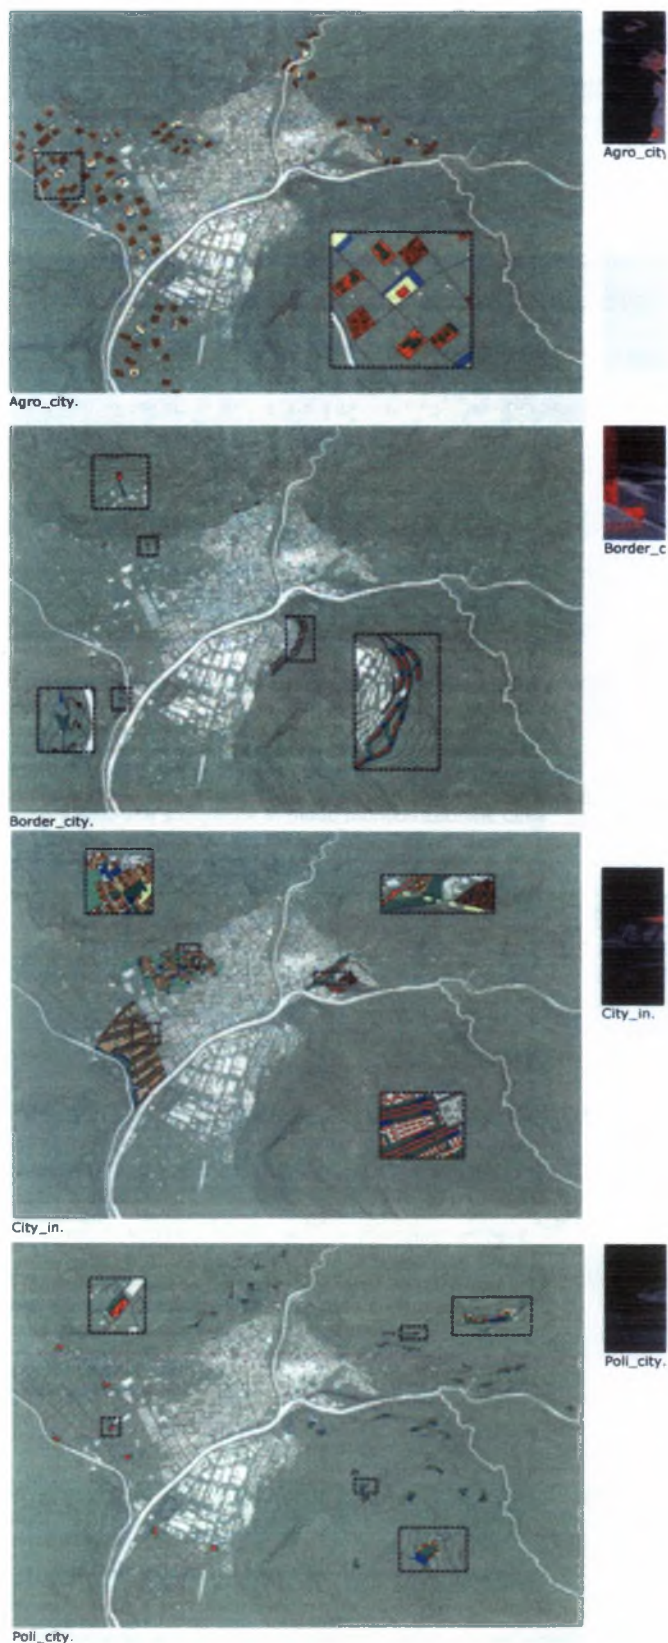 Agro_city
Agro_city.
Border_c
Border_city.
City_in.
City_in.
Poli_city.
Poli_city.